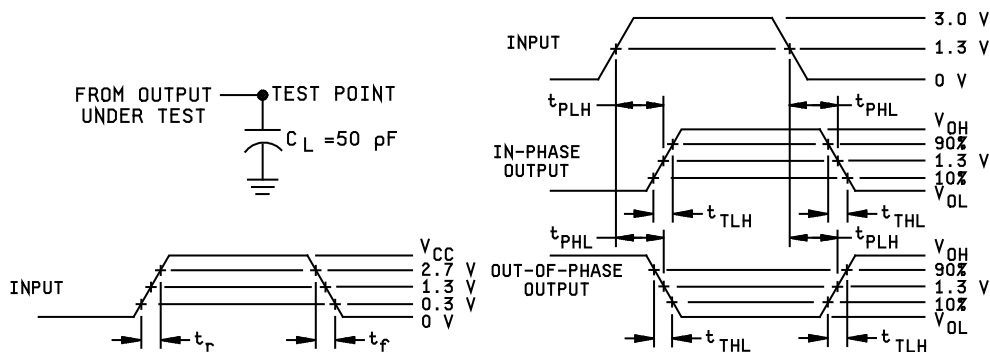 FROM OUTPUT
UNDER TEST
TEST POINT
C L =50 pF
INPUT
V CC
2.7 V
1.3 V
0.3 V
0 V
t r
t f
INPUT
3.0 V
1.3 V
0 V
t PLH
t PHL
IN-PHASE
OUTPUT
V OH
90%
1.3 V
10%
V OL
t TLH
t THL
t PHL
t PLH
OUT-OF-PHASE
OUTPUT
V OH
90%
1.3 V
10%
V OL
t THL
t TLH